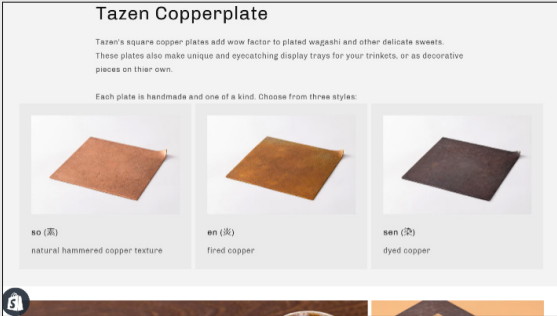 Tazen Copperplate
Tazen's square copper plates add wow factor to plated wagashi and other delicate sweets.
These plates also make unique and eyecatching display trays for your trinkets, or as decorative
pieces on thier own.
Each plate is handmade and one of a kind. Choose from three styles:
so (素)
natural hammered copper texture
en (炎)
fired copper
sen (染)
dyed copper